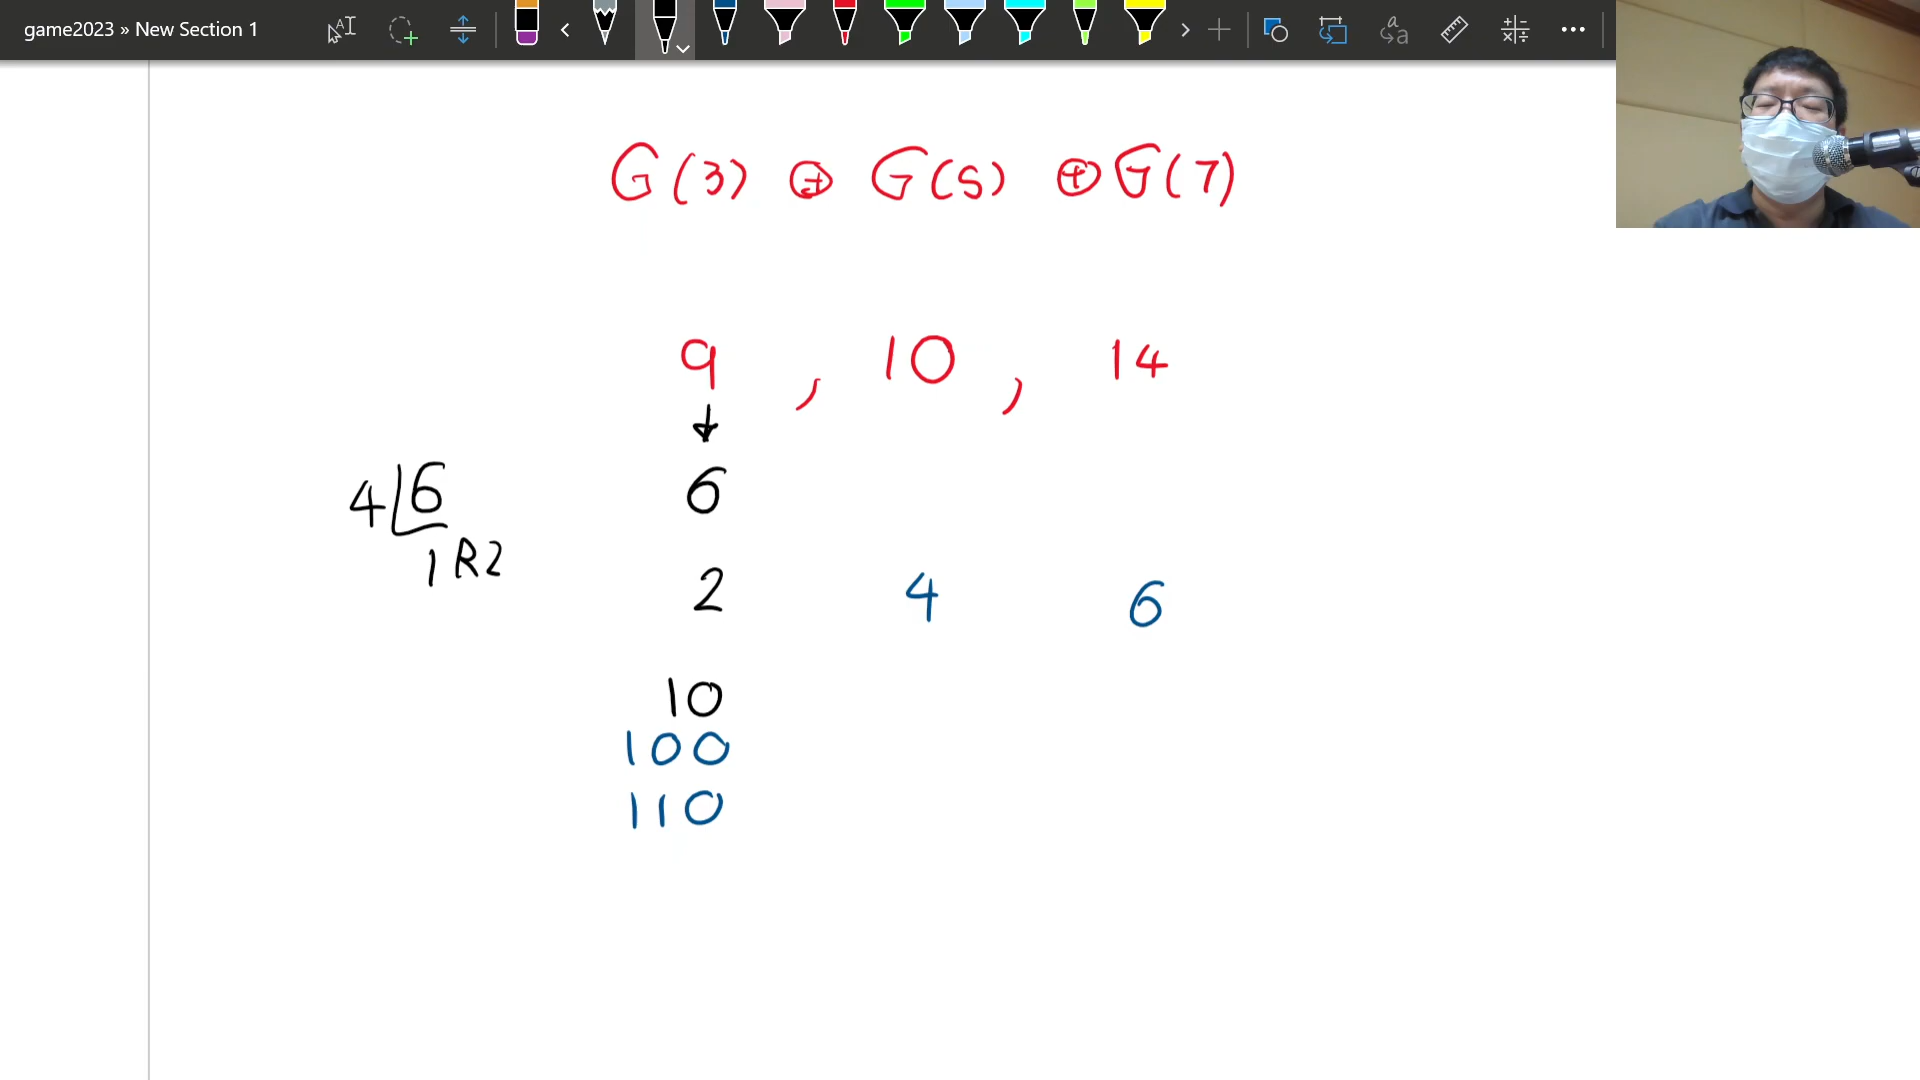 game2023 » New Section 1
G(3) ⊕ G(5) ⊕ G(7)
9 , 10 , 14
↓
4 6 6
1 R2
2 4 6
10
100
110